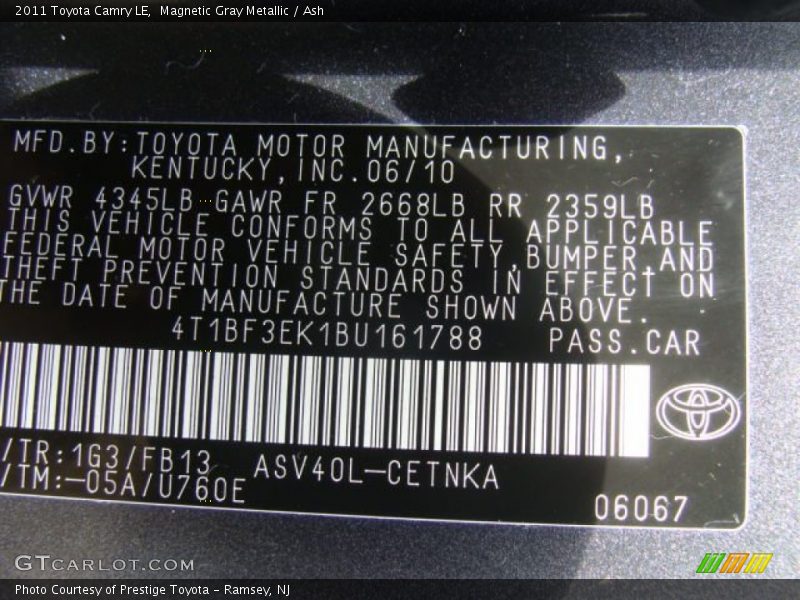 2011 Toyota Camry LE,  Magnetic Gray Metallic / Ash
MFD.BY:TOYOTA MOTOR MANUFACTURING,
KENTUCKY,INC.06/10
GVWR 4345LB GAWR FR 2668LB RR 2359LB
THIS VEHICLE CONFORMS TO ALL APPLICABLE
FEDERAL MOTOR VEHICLE SAFETY,BUMPER,AND
THEFT PREVENTION STANDARDS IN EFFECT ON
THE DATE OF MANUFACTURE SHOWN ABOVE.
4T1BF3EK1BU161788 PASS.CAR
/TR:1G3/FB13 ASV40L-CETNKA
/TM:-05A/U760E
06067
GTCARLOT.COM
Photo Courtesy of Prestige Toyota - Ramsey, NJ